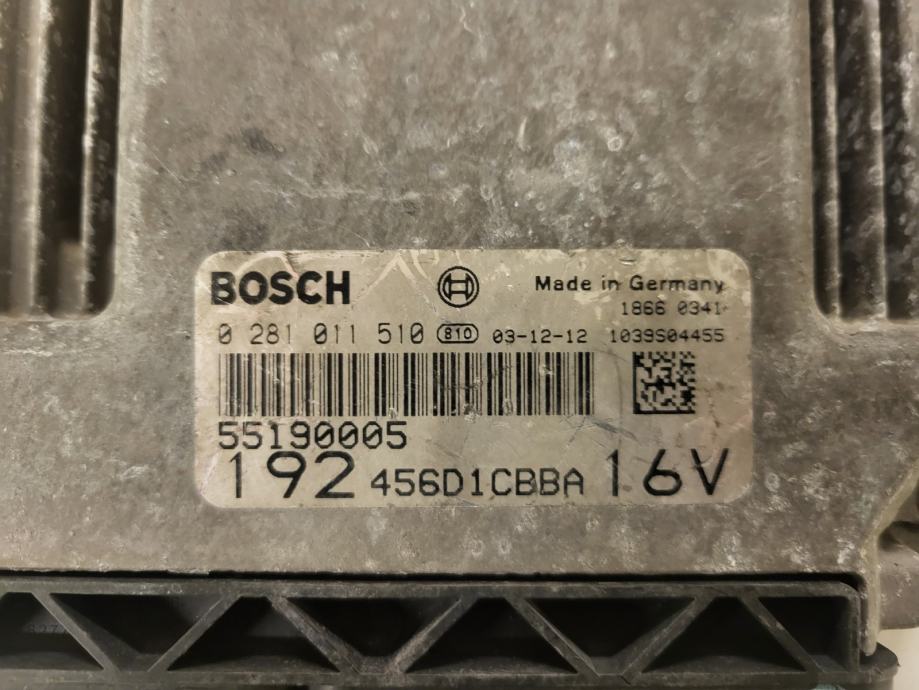 BOSCH Made in Germany
1866 0341
0 281 011 510 810 03-12-12 1039S04455
55190005
192 456D1CBBA 16V